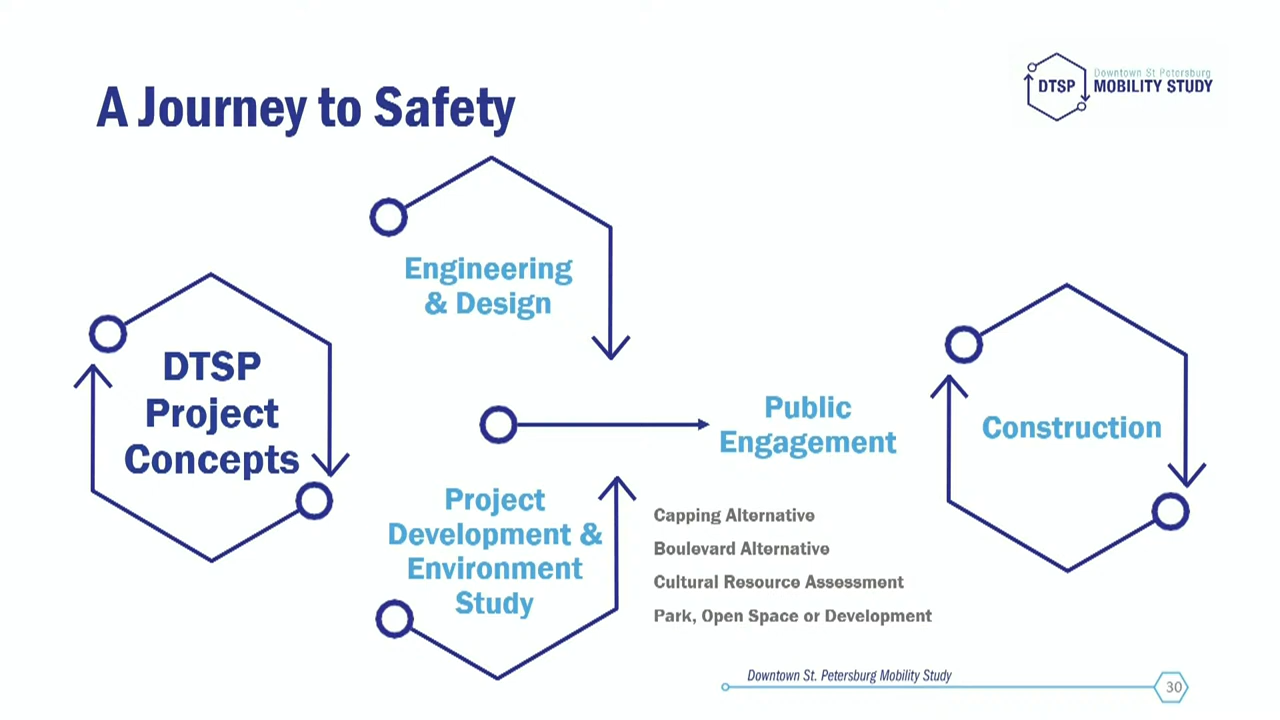 A Journey to Safety
DTSP
Downtown St Petersburg
MOBILITY STUDY
Engineering
& Design
DTSP
Project
Concepts
Public
Engagement
Construction
Project
Development &
Environment
Study
Capping Alternative
Boulevard Alternative
Cultural Resource Assessment
Park, Open Space or Development
Downtown St. Petersburg Mobility Study
30